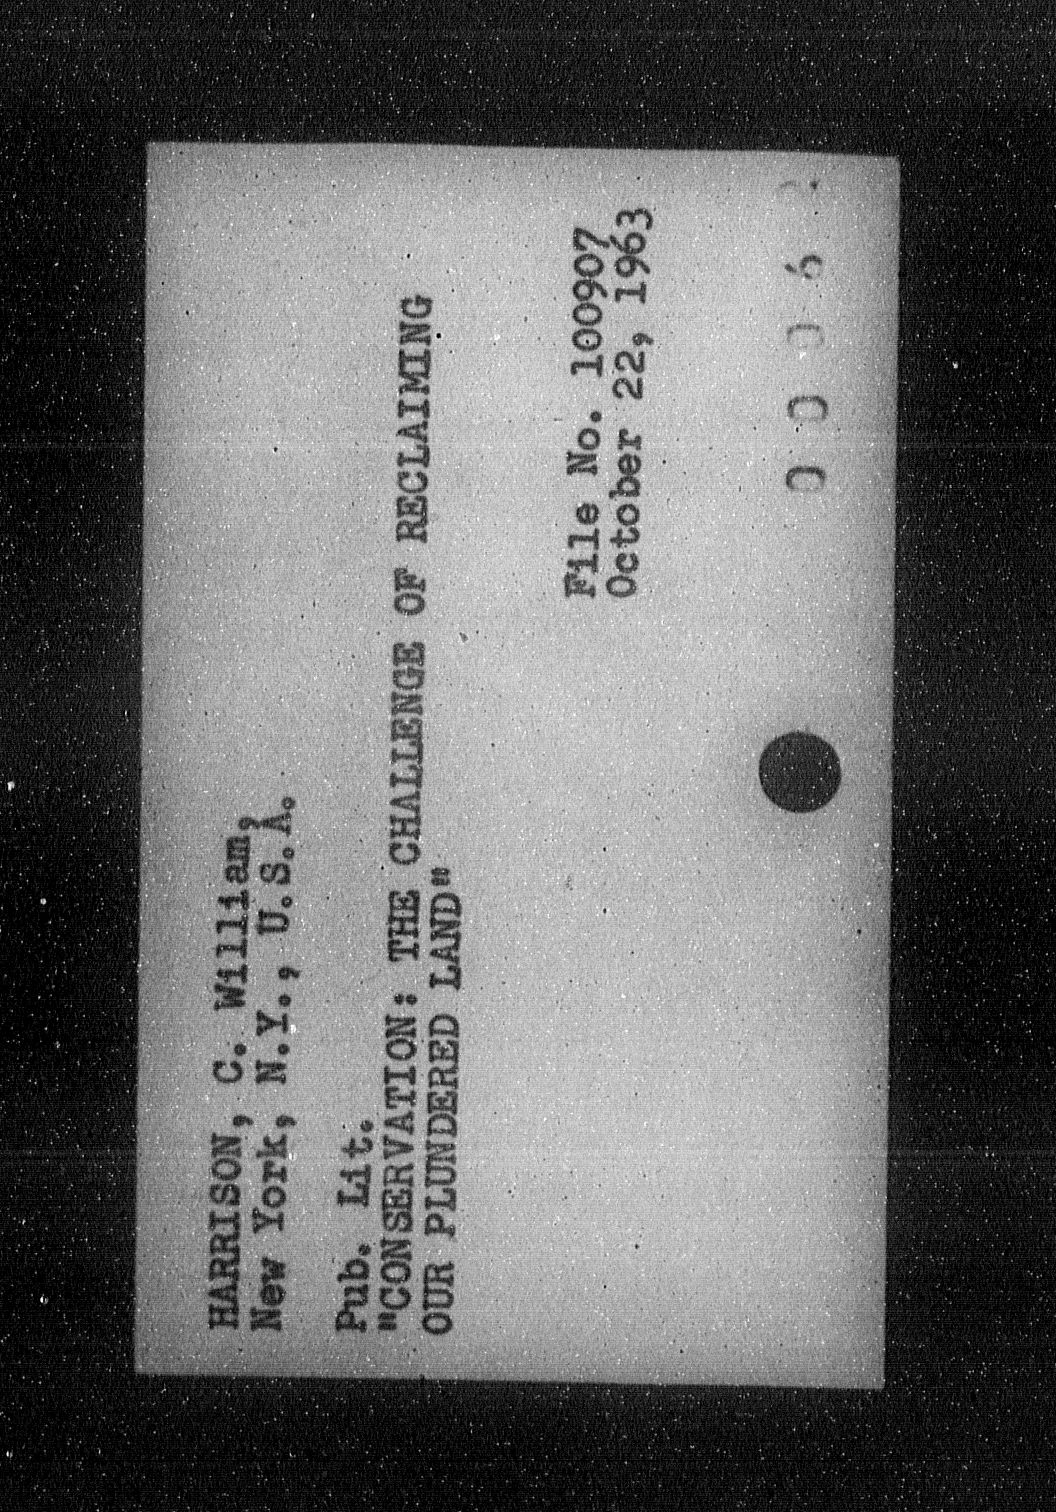 HARRISON, C. William,
New York, N.Y., U.S.A.
Pub. Lit.
"CONSERVATION: THE CHALLENGE OF RECLAIMING
OUR PLUNDERED LAND"
File No. 100907
October 22, 1963